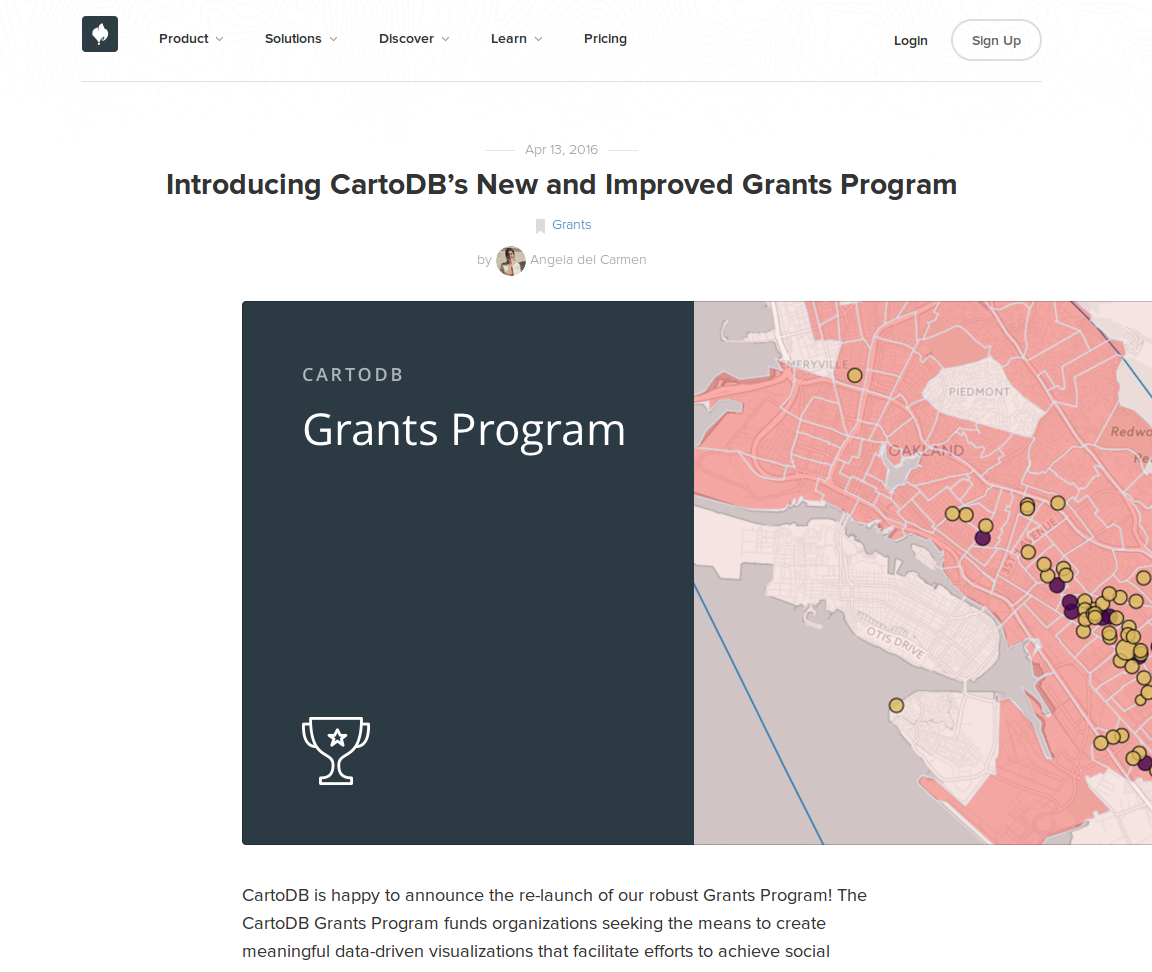 Product Solutions Discover Learn Pricing Login Sign Up
Apr 13, 2016
Introducing CartoDB’s New and Improved Grants Program
Grants
by Angela del Carmen
CARTODB
Grants Program
EMERYVILLE
PIEDMONT
OAKLAND
OTIS DRIVE
CartoDB is happy to announce the re-launch of our robust Grants Program! The
CartoDB Grants Program funds organizations seeking the means to create
meaningful data-driven visualizations that facilitate efforts to achieve social